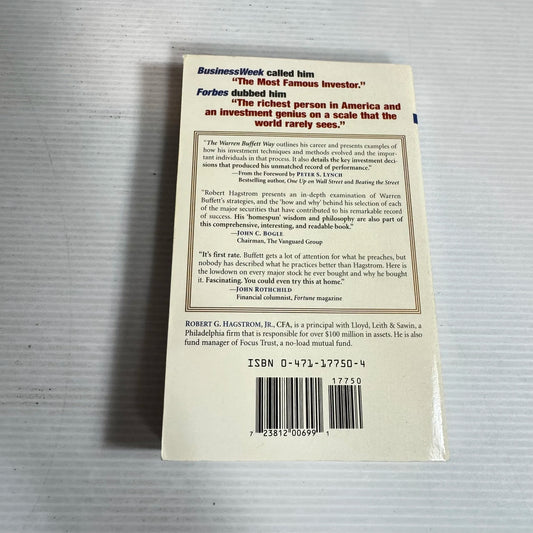 BusinessWeek called him
"The Most Famous Investor."
Forbes dubbed him
"The richest person in America and
an investment genius on a scale that the
world rarely sees."
"The Warren Buffett Way outlines his career and presents examples of
how his investment techniques and methods evolved and the impor-
tant individuals in that process. It also details the key investment deci-
sions that produced his unmatched record of performance."
—From the Foreword by PETER S. LYNCH
Bestselling author, One Up on Wall Street and Beating the Street
"Robert Hagstrom presents an in-depth examination of Warren
Buffett's strategies, and the 'how and why' behind his selection of each
of the major securities that have contributed to his remarkable record
of success. His 'homespun' wisdom and philosophy are also part of
this comprehensive, interesting, and readable book."
—JOHN C. BOGLE
Chairman, The Vanguard Group
"It's first rate. Buffett gets a lot of attention for what he preaches, but
nobody has described what he practices better than Hagstrom. Here is
the lowdown on every major stock he ever bought and why he bought
it. Fascinating. You could even try this at home."
—JOHN ROTHCHILD
Financial columnist, Fortune magazine
ROBERT G. HAGSTROM, JR., CFA, is a principal with Lloyd, Leith & Sawin, a
Philadelphia firm that is responsible for over $100 million in assets. He is also
fund manager of Focus Trust, a no-load mutual fund.
ISBN 0-471-17750-4
17750
7 23812 00699 1